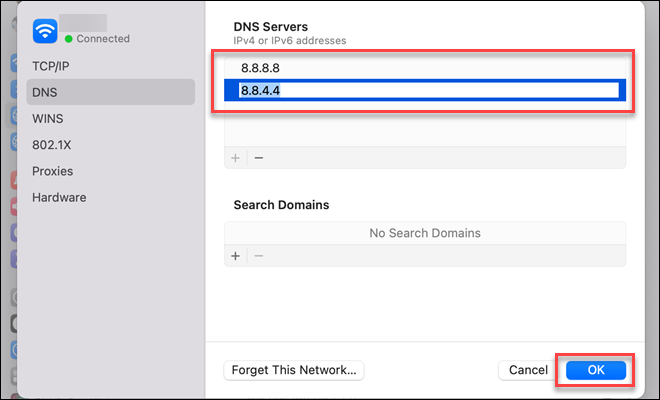 Connected
TCP/IP
DNS
WINS
802.1X
Proxies
Hardware
DNS Servers
IPv4 or IPv6 addresses
8.8.8.8
8.8.4.4
+ −
Search Domains
No Search Domains
+ −
Forget This Network...
Cancel
OK